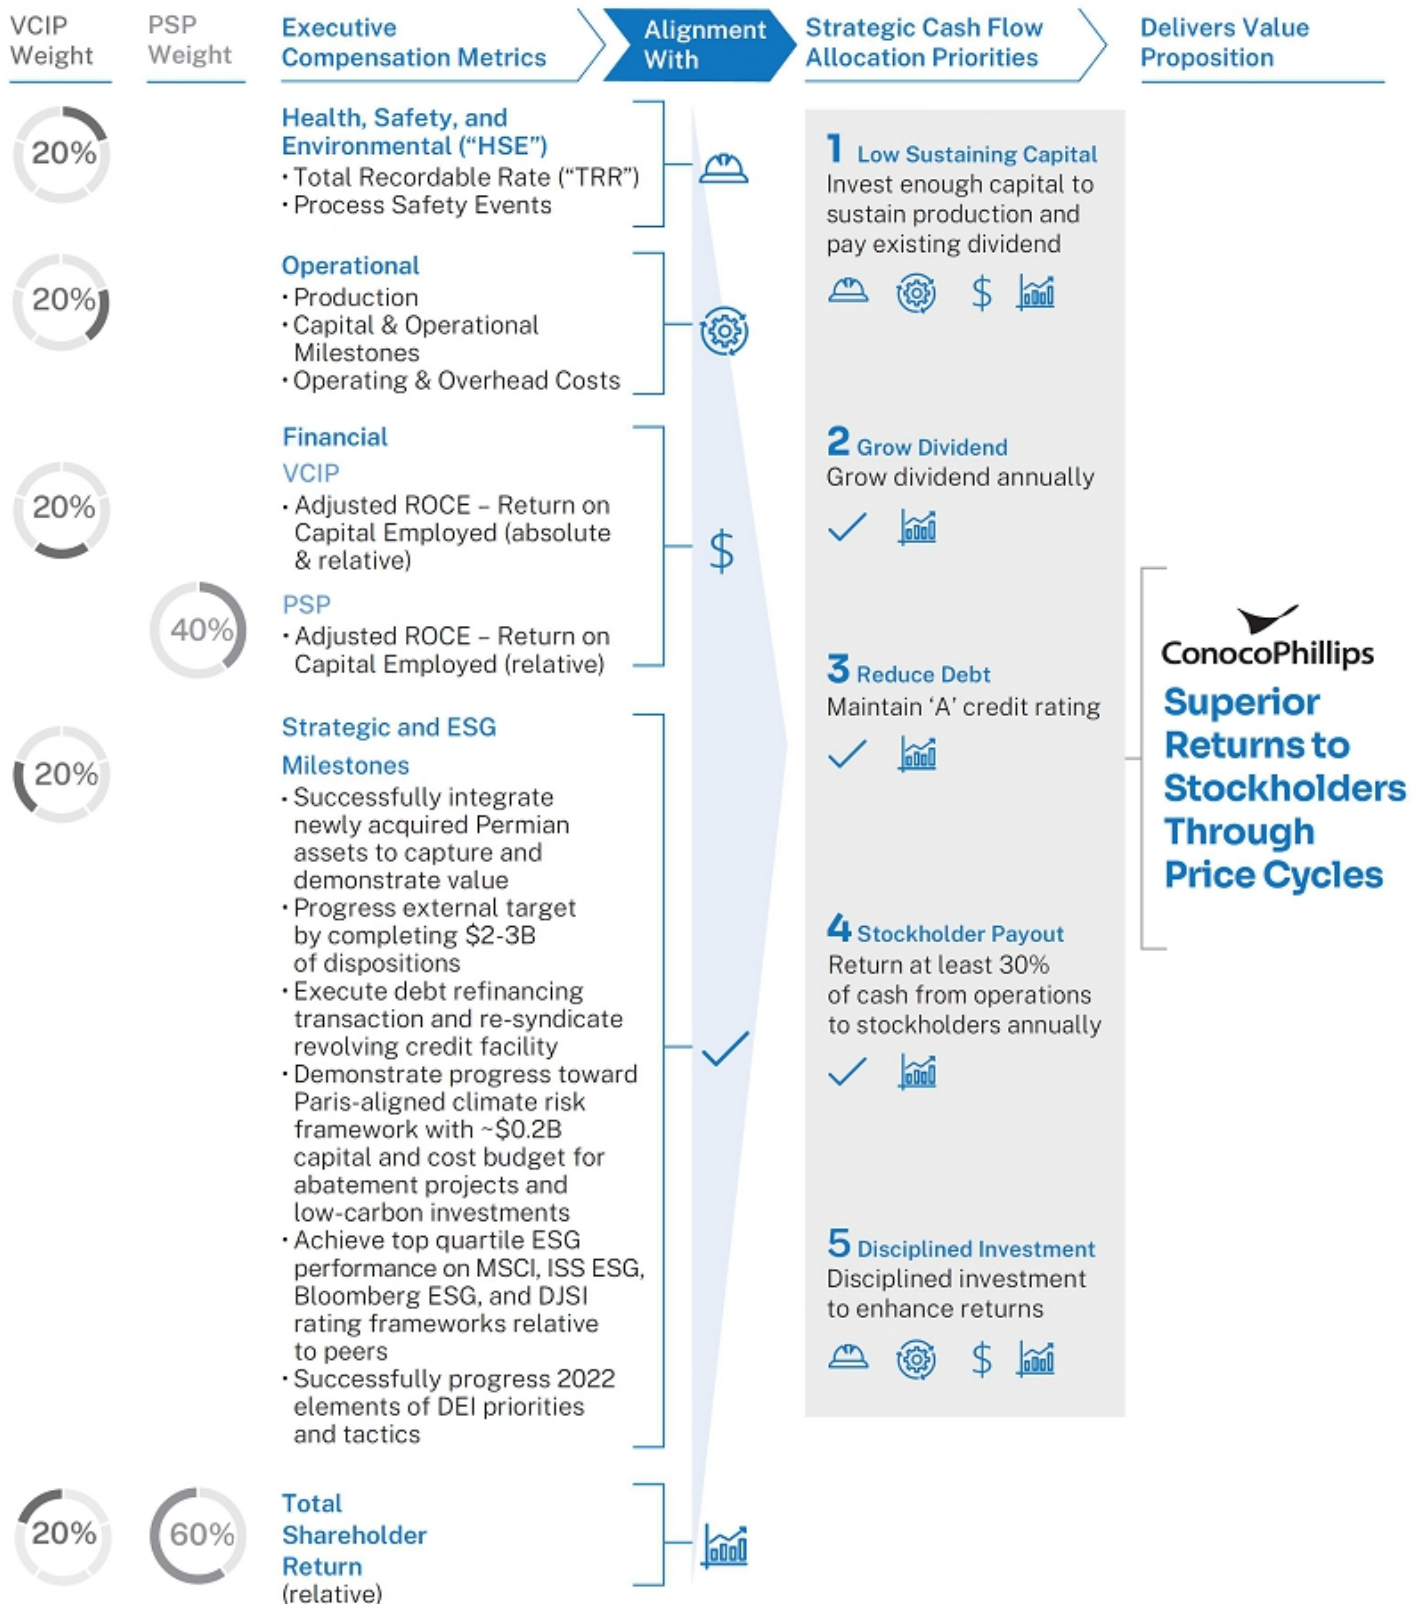 VCIP
Weight
PSP
Weight
Executive
Compensation Metrics
Alignment
With
Strategic Cash Flow
Allocation Priorities
Delivers Value
Proposition
20%
Health, Safety, and
Environmental (“HSE”)
· Total Recordable Rate (“TRR”)
· Process Safety Events
20%
Operational
· Production
· Capital & Operational
Milestones
· Operating & Overhead Costs
20%
Financial
VCIP
· Adjusted ROCE – Return on
Capital Employed (absolute
& relative)
40%
PSP
· Adjusted ROCE – Return on
Capital Employed (relative)
20%
Strategic and ESG
Milestones
· Successfully integrate
newly acquired Permian
assets to capture and
demonstrate value
· Progress external target
by completing $2-3B
of dispositions
· Execute debt refinancing
transaction and re-syndicate
revolving credit facility
· Demonstrate progress toward
Paris-aligned climate risk
framework with ~$0.2B
capital and cost budget for
abatement projects and
low-carbon investments
· Achieve top quartile ESG
performance on MSCI, ISS ESG,
Bloomberg ESG, and DJSI
rating frameworks relative
to peers
· Successfully progress 2022
elements of DEI priorities
and tactics
20%
60%
Total
Shareholder
Return
(relative)
$
1 Low Sustaining Capital
Invest enough capital to
sustain production and
pay existing dividend
$
2 Grow Dividend
Grow dividend annually
3 Reduce Debt
Maintain ‘A’ credit rating
4 Stockholder Payout
Return at least 30%
of cash from operations
to stockholders annually
5 Disciplined Investment
Disciplined investment
to enhance returns
$
ConocoPhillips
Superior
Returns to
Stockholders
Through
Price Cycles